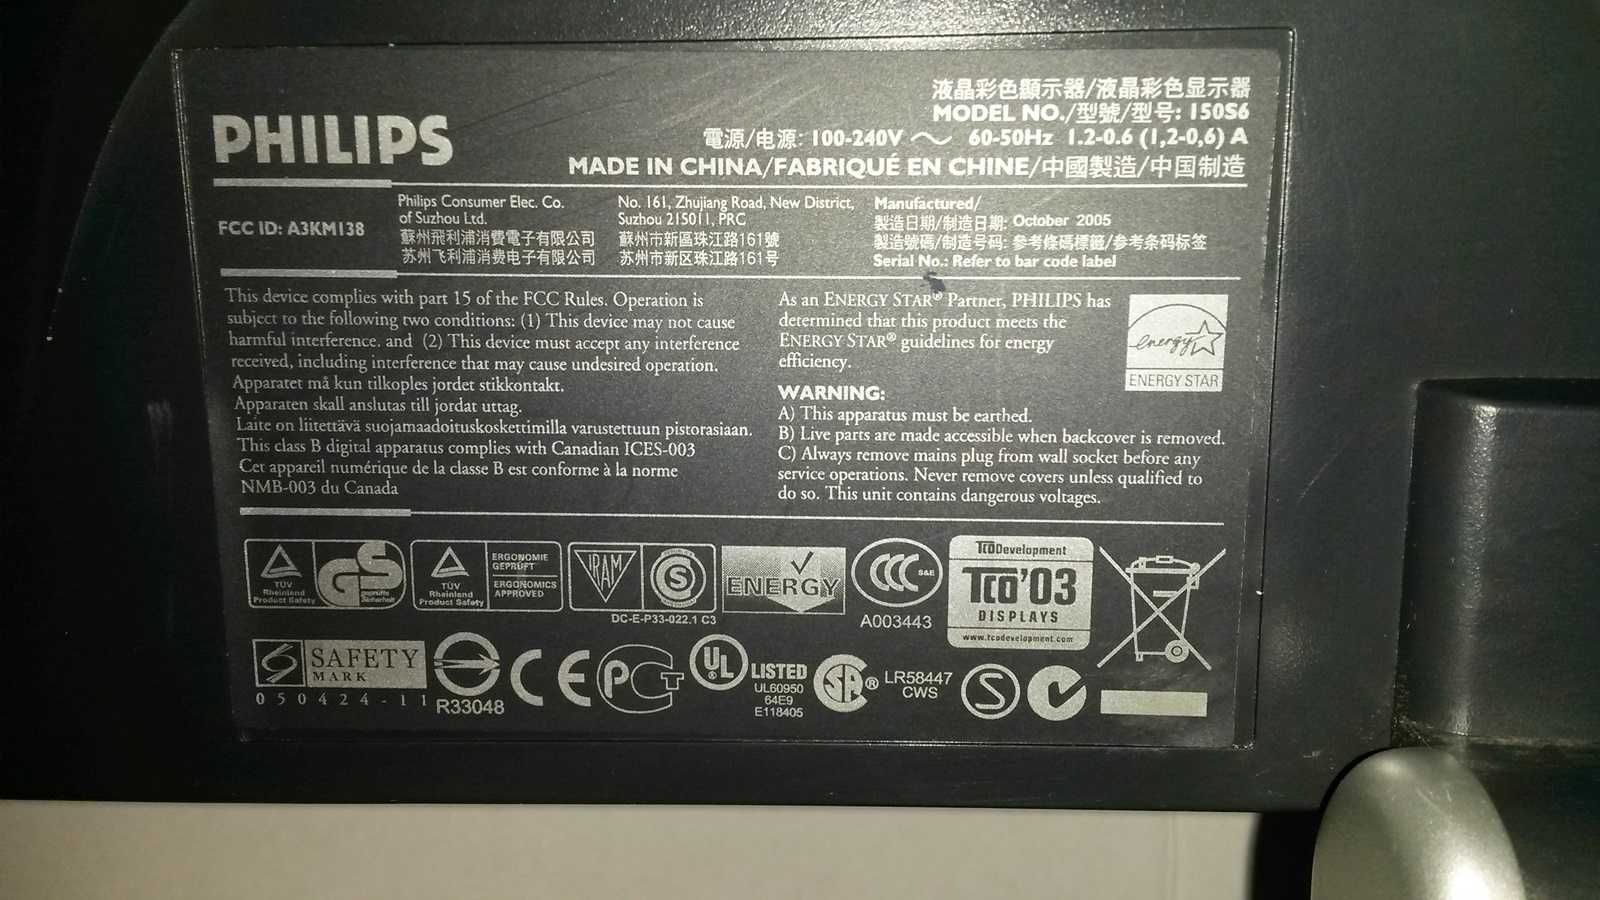 PHILIPS
液晶彩色顯示器/液晶彩色显示器
MODEL NO./型號/型号: 150S6
電源/电源: 100-240V ～ 60-50Hz 1.2-0.6 (1,2-0,6) A
MADE IN CHINA/FABRIQUÉ EN CHINE/中國製造/中国制造
FCC ID: A3KM138
Philips Consumer Elec. Co.
of Suzhou Ltd.
蘇州飛利浦消費電子有限公司
苏州飞利浦消费电子有限公司
No. 161, Zhujiang Road, New District,
Suzhou 215011, PRC
蘇州市新區珠江路161號
苏州市新区珠江路161号
Manufactured/
製造日期/制造日期: October 2005
製造號碼/制造号码: 參考條碼標籤/参考条码标签
Serial No.: Refer to bar code label
This device complies with part 15 of the FCC Rules. Operation is
subject to the following two conditions: (1) This device may not cause
harmful interference. and (2) This device must accept any interference
received, including interference that may cause undesired operation.
Apparatet må kun tilkoples jordet stikkontakt.
Apparaten skall anslutas till jordat uttag.
Laite on liitettävä suojamaadoituskoskettimilla varustettuun pistorasiaan.
This class B digital apparatus complies with Canadian ICES-003
Cet appareil numérique de la classe B est conforme à la norme
NMB-003 du Canada
As an ENERGY STAR® Partner, PHILIPS has
determined that this product meets the
ENERGY STAR® guidelines for energy
efficiency.
energy
ENERGY STAR
WARNING:
A) This apparatus must be earthed.
B) Live parts are made accessible when backcover is removed.
C) Always remove mains plug from wall socket before any
service operations. Never remove covers unless qualified to
do so. This unit contains dangerous voltages.
TÜV
Rheinland
Product Safety
GS
geprüfte
Sicherheit
TÜV
Rheinland
Product Safety
ERGONOMIE
GEPRÜFT
ERGONOMICS
APPROVED
IRAM
S
DC-E-P33-022.1 C3
ENERGY
CCC
S&E
A003443
TCODevelopment
TCO'03
DISPLAYS
www.tcodevelopment.com
SAFETY
MARK
050424-11
R33048
CE
PCT
UL
LISTED
UL60950
64E9
E118405
SA®
LR58447
CWS
S